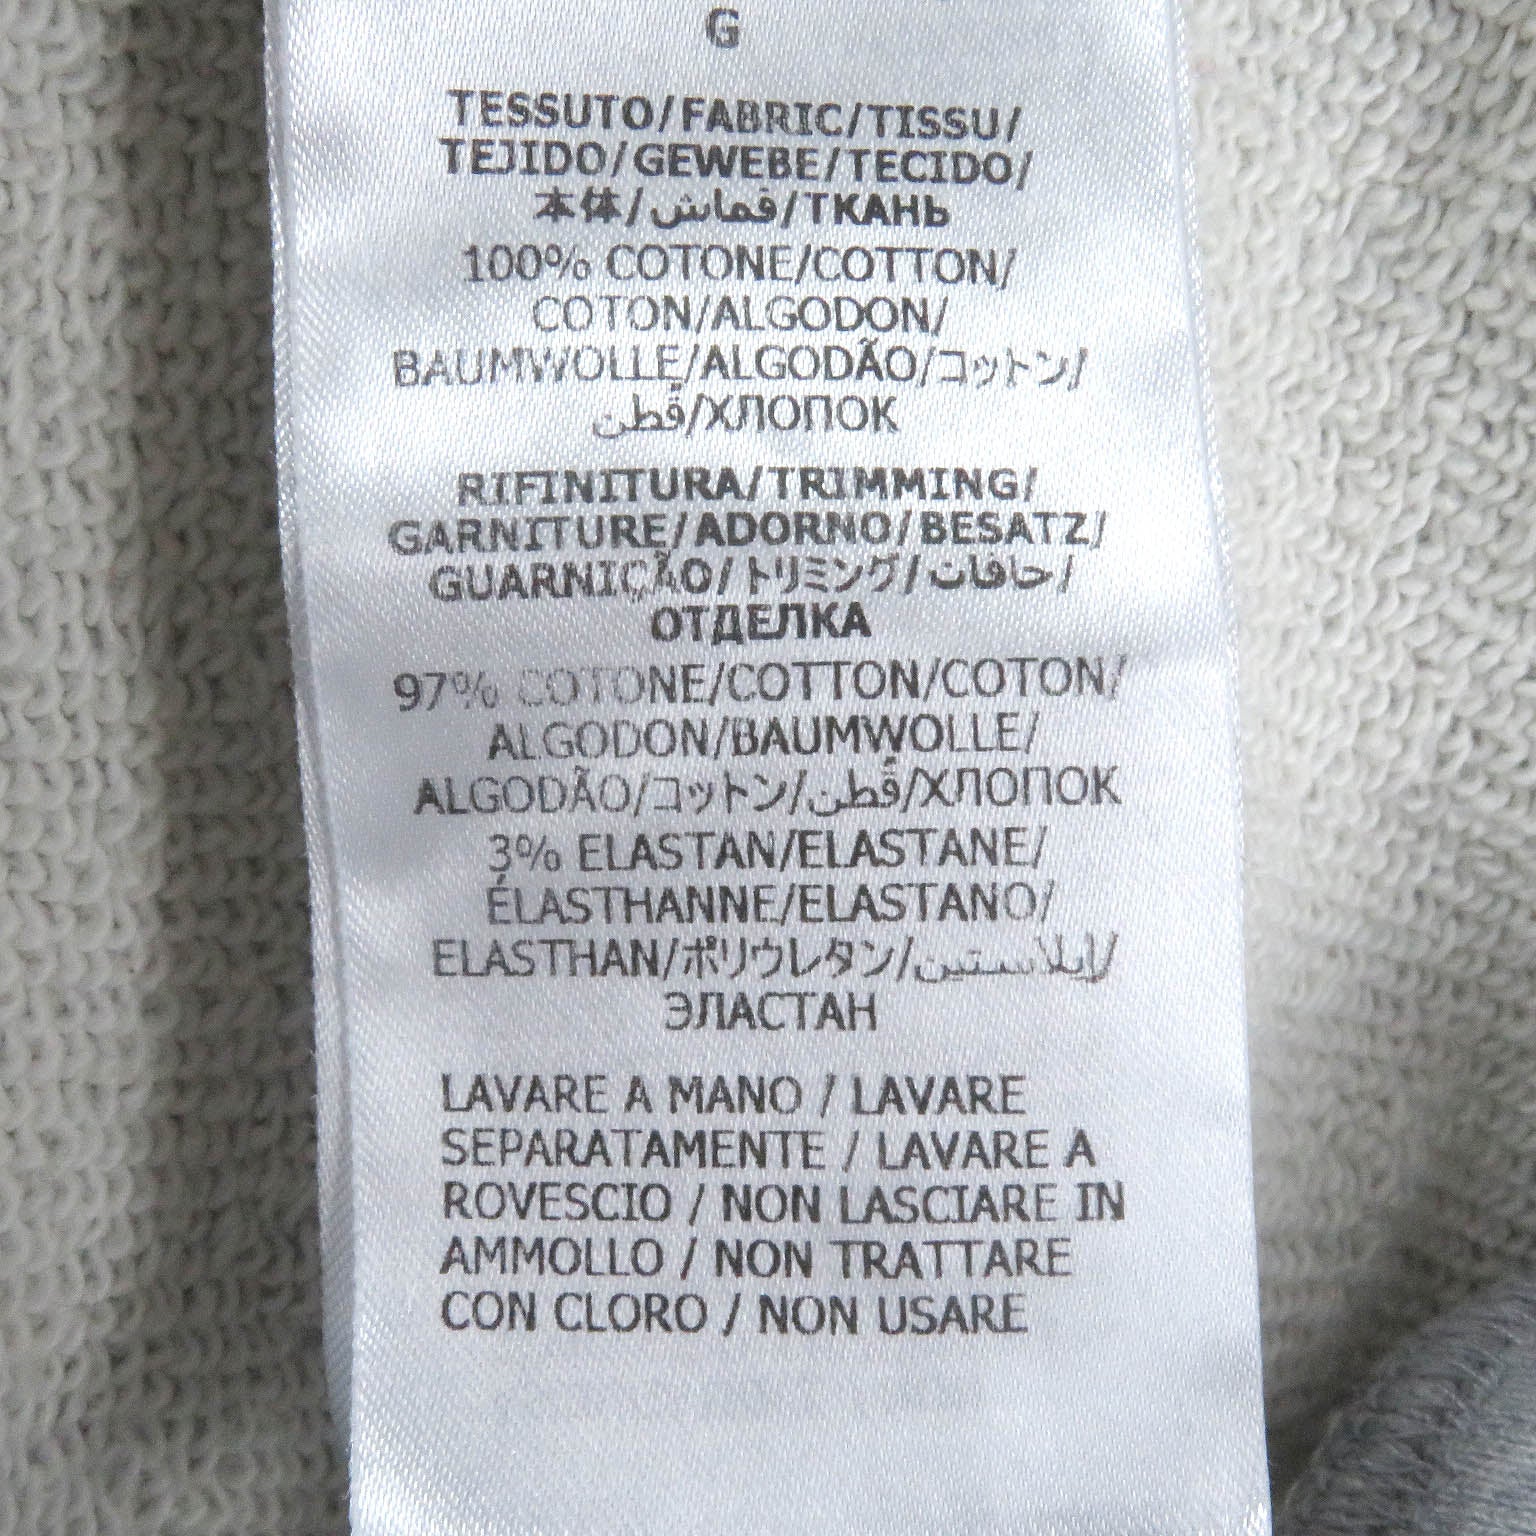 G
TESSUTO/FABRIC/TISSU/
TEJIDO/GEWEBE/TECIDO/
本体/قماش/ТКАНЬ
100% COTONE/COTTON/
COTON/ALGODON/
BAUMWOLLE/ALGODÃO/コットン/
قُطن/ХЛОПОК
RIFINITURA/TRIMMING/
GARNITURE/ADORNO/BESATZ/
GUARNIÇÃO/トリミング/حافات/
ОТДЕЛКА
97% COTONE/COTTON/COTON/
ALGODON/BAUMWOLLE/
ALGODÃO/コットン/قُطن/ХЛОПОК
3% ELASTAN/ELASTANE/
ÉLASTHANNE/ELASTANO/
ELASTHAN/ポリウレタン/إيلاستين/
ЭЛАСТАН
LAVARE A MANO / LAVARE
SEPARATAMENTE / LAVARE A
ROVESCIO / NON LASCIARE IN
AMMOLLO / NON TRATTARE
CON CLORO / NON USARE